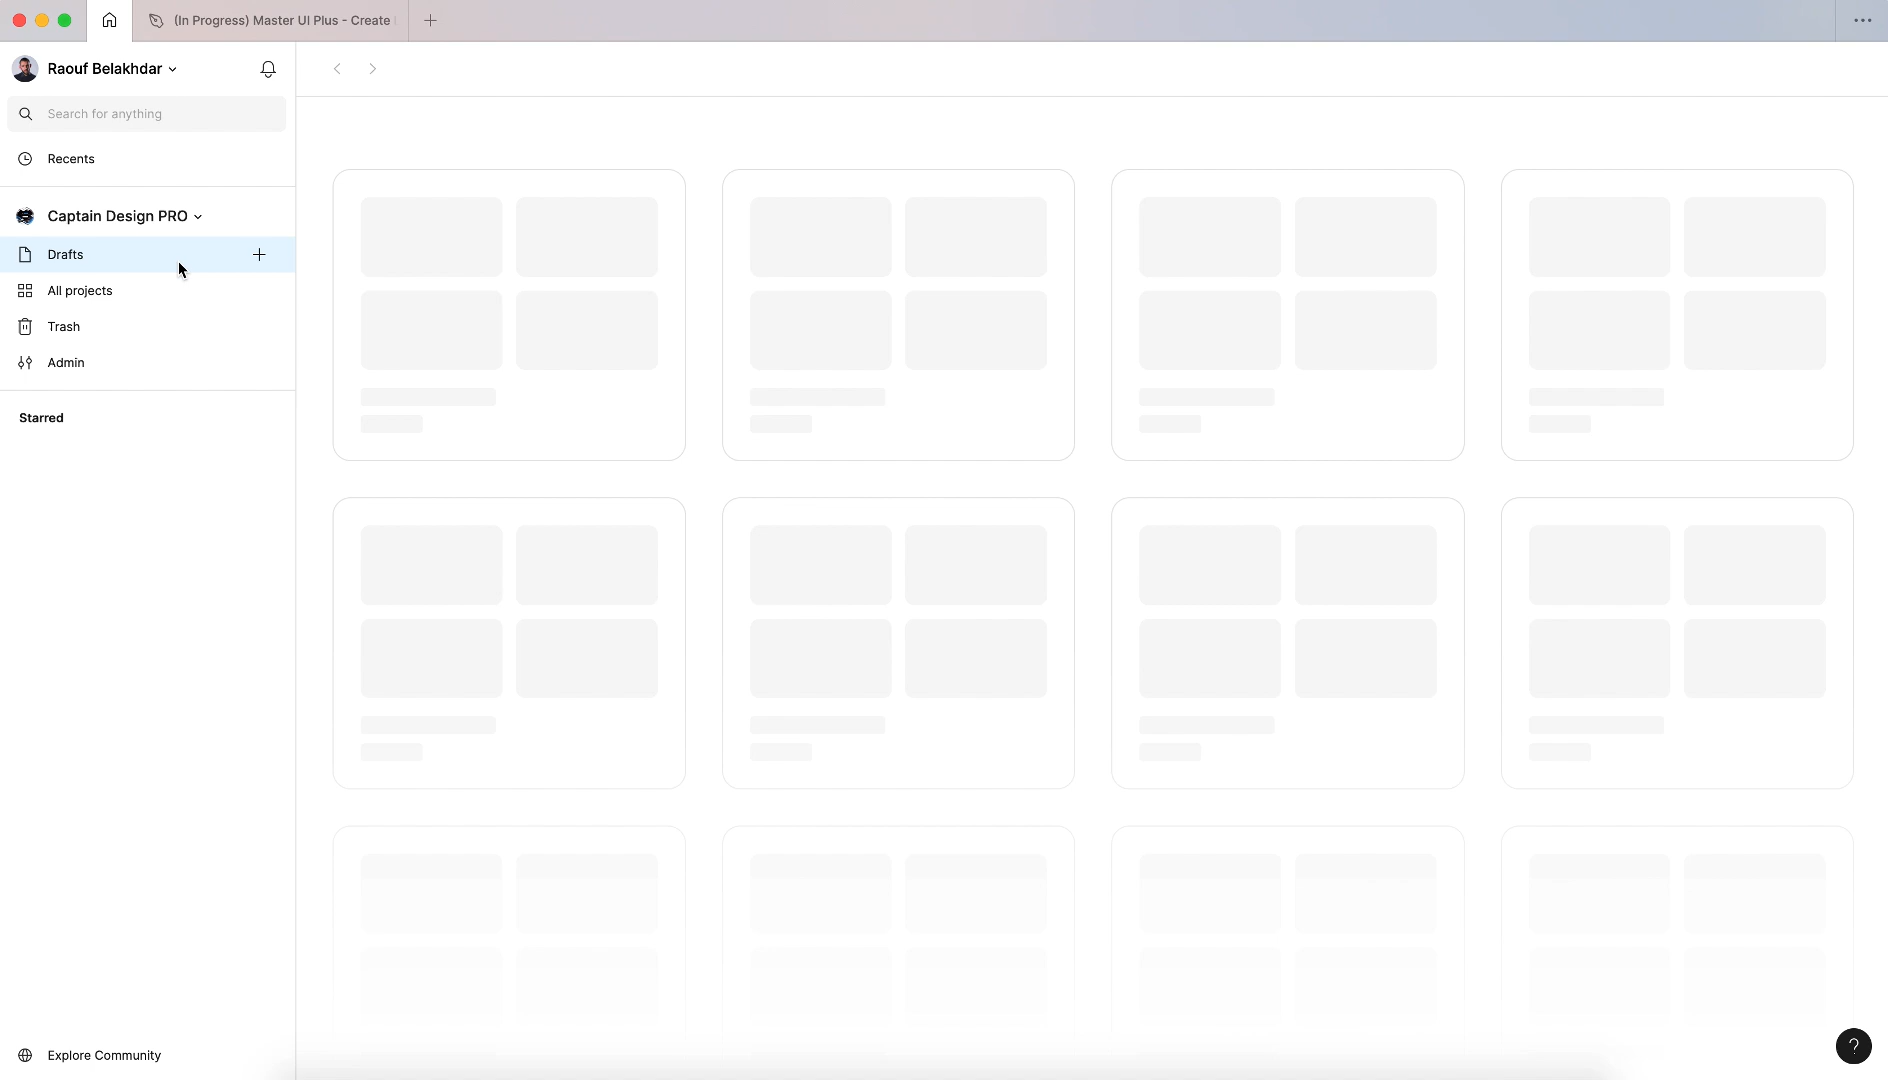 (In Progress) Master UI Plus - Create
Raouf Belakhdar
Search for anything
Recents
Captain Design PRO
Drafts
All projects
Trash
Admin
Starred
Explore Community
?